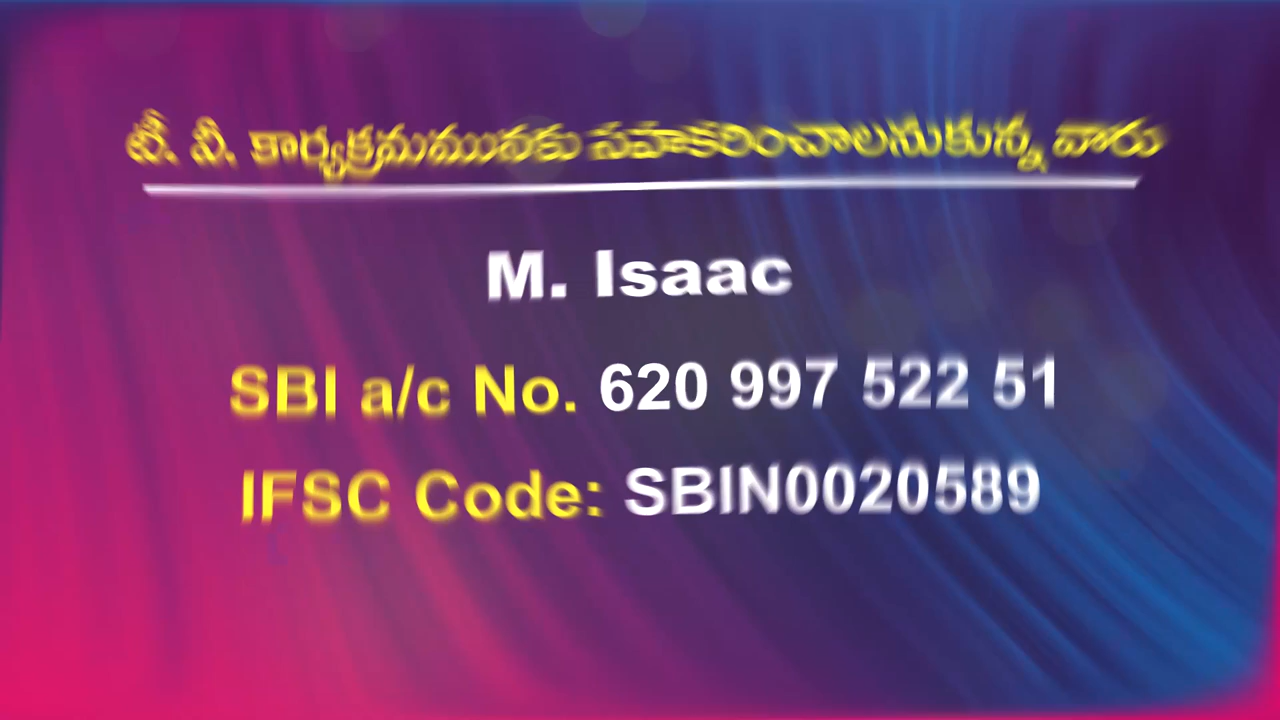 టి. వి. కార్యక్రమమునకు సహకరించాలనుకున్న వారు
M. Isaac
SBI a/c No. 620 997 522 51
IFSC Code: SBIN0020589